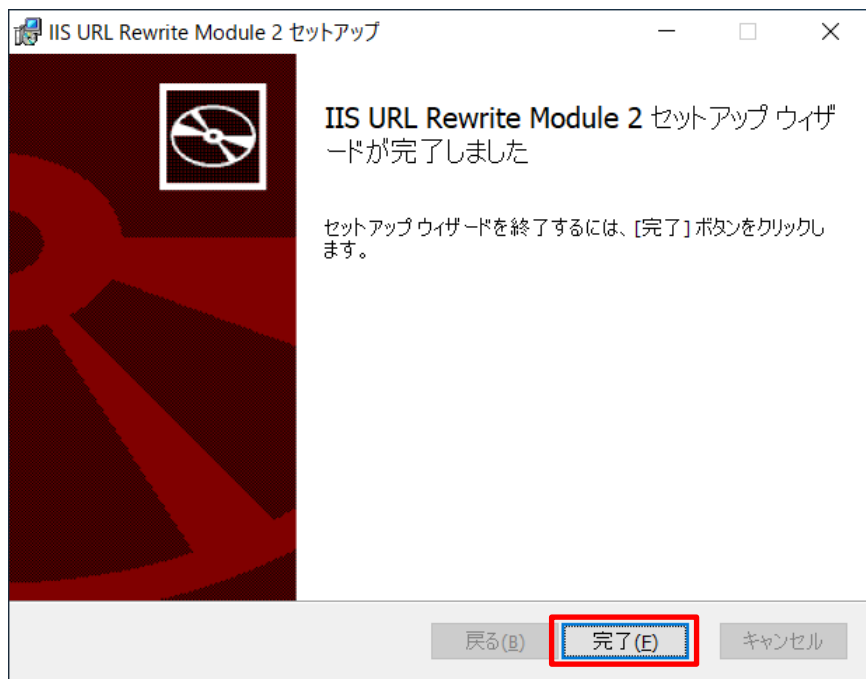 IIS URL Rewrite Module 2 セットアップ
IIS URL Rewrite Module 2 セットアップ ウィザ
ードが完了しました
セットアップ ウィザードを終了するには、[完了] ボタンをクリックし
ます。
戻る(B)
完了(F)
キャンセル